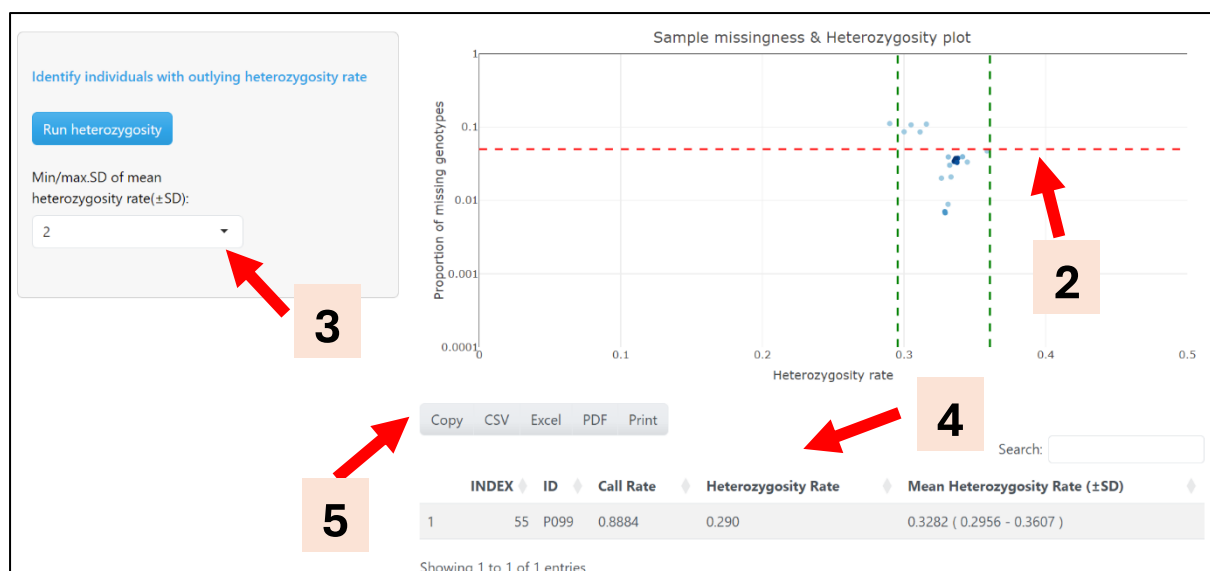 Identify individuals with outlying heterozygosity rate
Run heterozygosity
Min/max.SD of mean
heterozygosity rate(±SD):
2
3
Sample missingness & Heterozygosity plot
Proportion of missing genotypes
1
0.1
0.01
0.001
0.0001
0
0.1
0.2
0.3
0.4
0.5
Heterozygosity rate
2
4
5
Copy CSV Excel PDF Print
Search:
INDEX ID Call Rate Heterozygosity Rate Mean Heterozygosity Rate (±SD)
1 55 P099 0.8884 0.290 0.3282 ( 0.2956 - 0.3607 )
Showing 1 to 1 of 1 entries